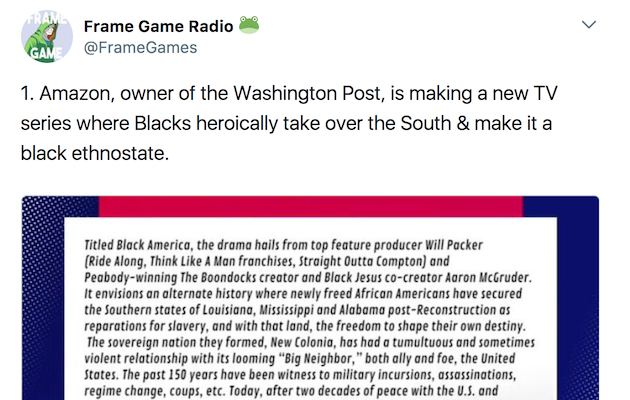 FRAME
GAME
Frame Game Radio
@FrameGames
1. Amazon, owner of the Washington Post, is making a new TV
series where Blacks heroically take over the South & make it a
black ethnostate.
Titled Black America, the drama hails from top feature producer Will Packer
(Ride Along, Think Like A Man franchises, Straight Outta Compton) and
Peabody-winning The Boondocks creator and Black Jesus co-creator Aaron McGruder.
It envisions an alternate history where newly freed African Americans have secured
the Southern states of Louisiana, Mississippi and Alabama post-Reconstruction as
reparations for slavery, and with that land, the freedom to shape their own destiny.
The sovereign nation they formed, New Colonia, has had a tumultuous and sometimes
violent relationship with its looming "Big Neighbor," both ally and foe, the United
States. The past 150 years have been witness to military incursions, assassinations,
regime change, coups, etc. Today, after two decades of peace with the U.S. and